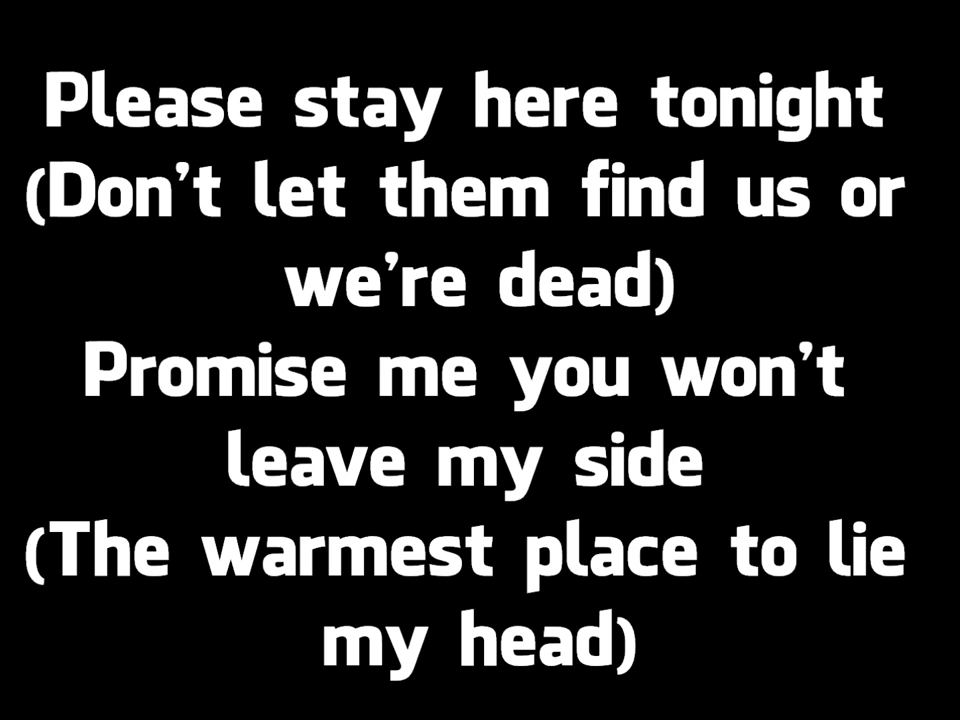 Please stay here tonight
(Don't let them find us or
we're dead)
Promise me you won't
leave my side
(The warmest place to lie
my head)